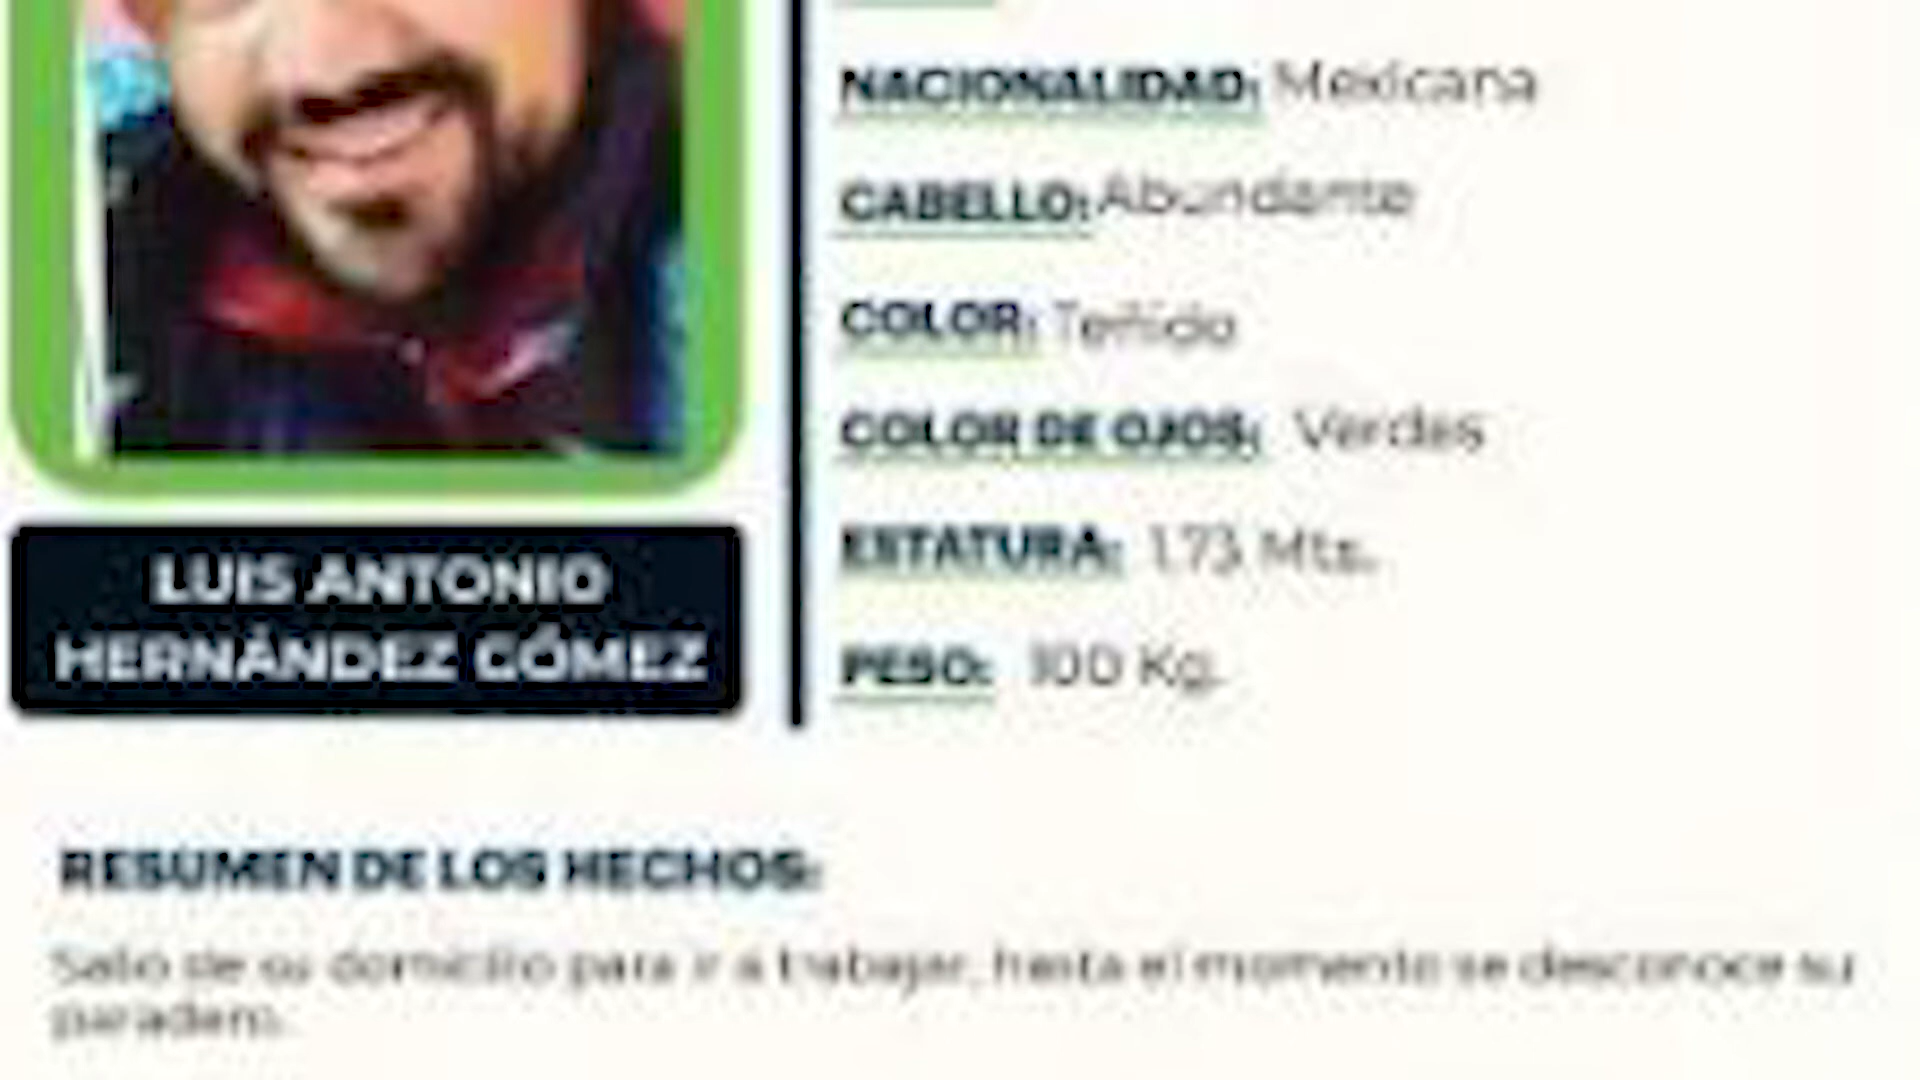 NACIONALIDAD: Mexicana
CABELLO: Abundante
COLOR: Teñido
COLOR DE OJOS: Verdes
ESTATURA: 1.73 Mts.
PESO: 100 Kg.
LUIS ANTONIO
HERNÁNDEZ GÓMEZ
RESUMEN DE LOS HECHOS:
Salio de su domicilio para ir a trabajar, hasta el momento se desconoce su
paradero.